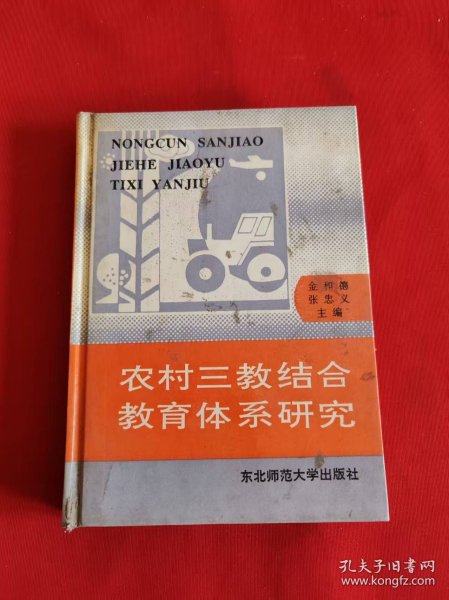 NONGCUN SANJIAO
JIEHE JIAOYU
TIXI YANJIU
金和德
张忠义
主编
农村三教结合
教育体系研究
东北师范大学出版社
孔夫子旧书网
www.kongfz.com